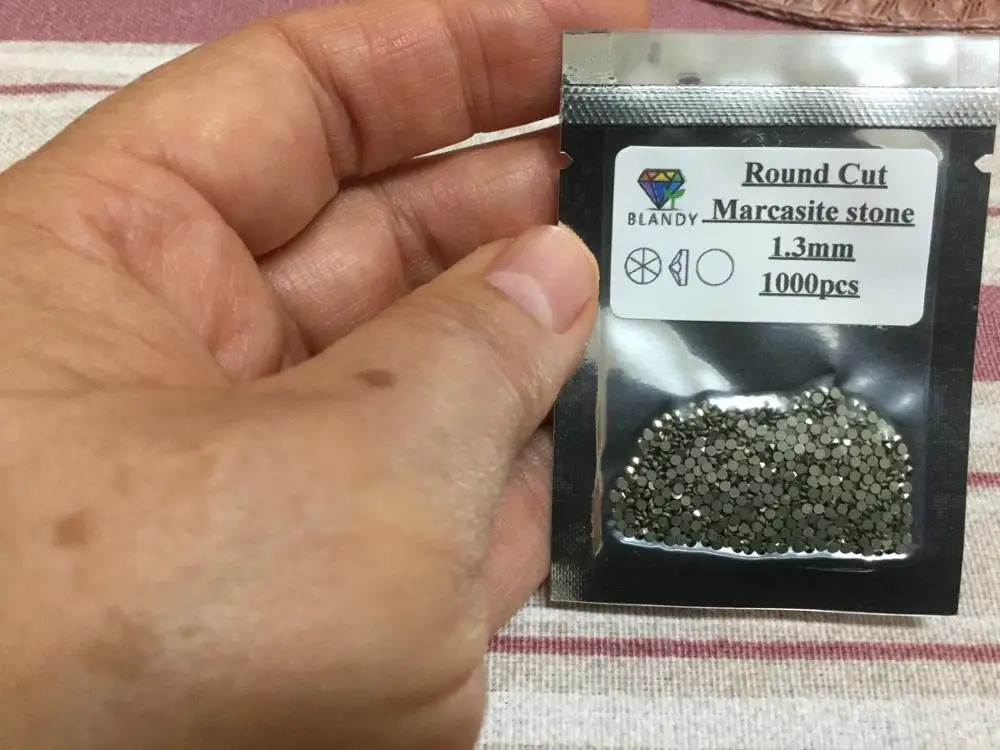 Round Cut
BLANDY Marcasite stone
1.3mm
1000pcs